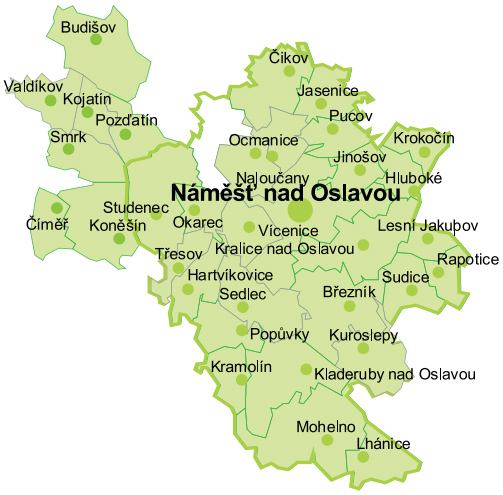 Budišov
Čikov
Valdíkov
Jasenice
Kojatín
Pucov
Pozďatín
Smrk
Krokočín
Ocmanice
Jinošov
Naloučany
Hluboké
Náměšť nad Oslavou
Studenec
Čiměř
Okarec
Koněšín
Vícenice
Lesní Jakubov
Kralice nad Oslavou
Třesov
Rapotice
Hartvíkovice
Sudice
Sedlec
Březník
Popůvky
Kuroslepy
Kramolín
Kladeruby nad Oslavou
Mohelno
Lhánice